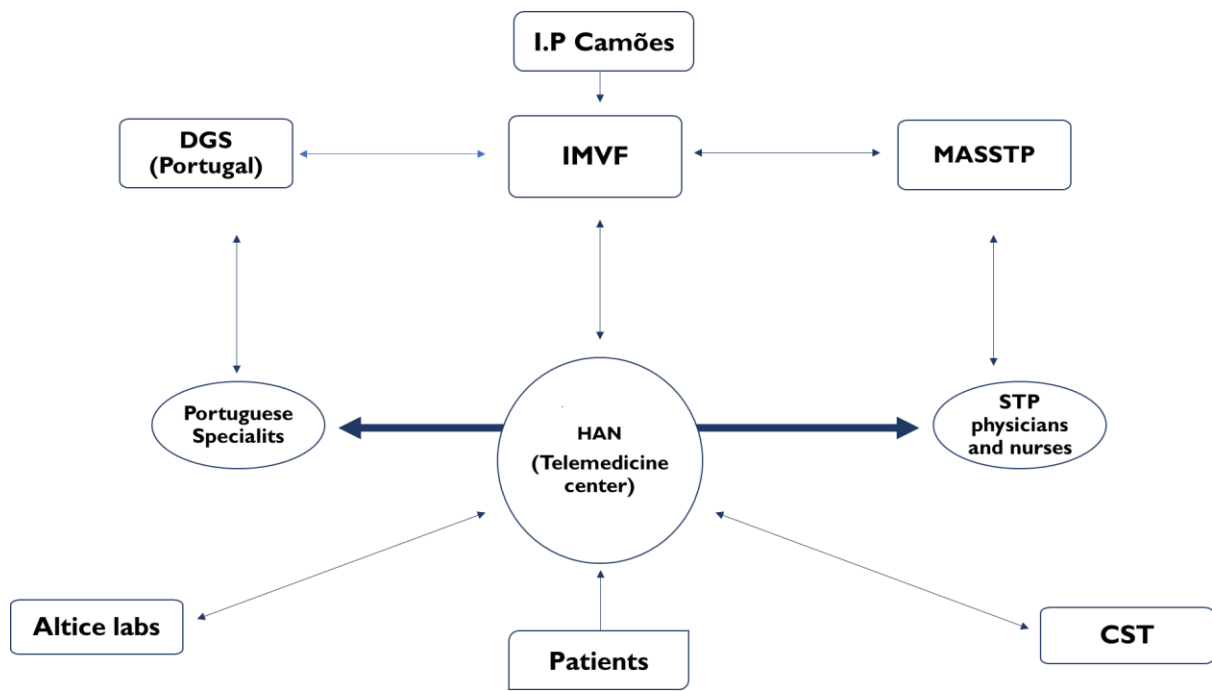 I.P Camões
DGS
(Portugal)
IMVF
MASSTP
Portuguese
Specialits
HAN
(Telemedicine
center)
STP
physicians
and nurses
Altice labs
Patients
CST